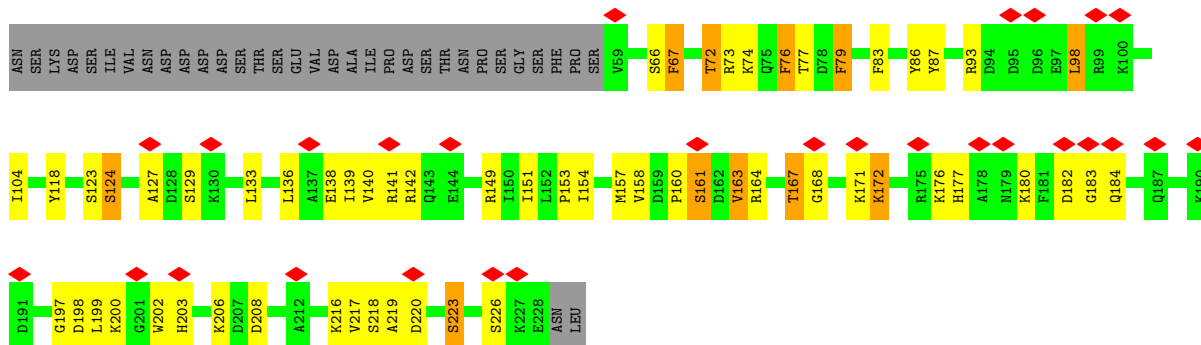 ASN SER LYS ASP ASP SER ILE VAL ASN ASP ASP ASP ASP SER THR SER GLU VAL ASP ALA ILE PRO ASP SER THR ASN PRO SER GLY SER PHE PRO SER V59 S66 F67 T72 R73 K74 Q75 F76 T77 D78 F79 F83 Y86 Y87 R93 D94 D95 D96 E97 L98 R99 K100
I104 Y118 S123 S124 A127 D128 S129 K130 L133 L136 A137 E138 I139 V140 R141 R142 Q143 E144 R149 I150 I151 L152 P153 I154 M157 V158 D159 P160 S161 D162 V163 R164 T167 G168 K171 K172 R175 K176 H177 A178 N179 K180 F181 D182 G183 Q184 Q187 K190
D191 G197 D198 L199 K200 G201 W202 H203 K206 D207 D208 A212 K216 V217 S218 A219 D220 S223 S226 K227 E228 ASN LEU